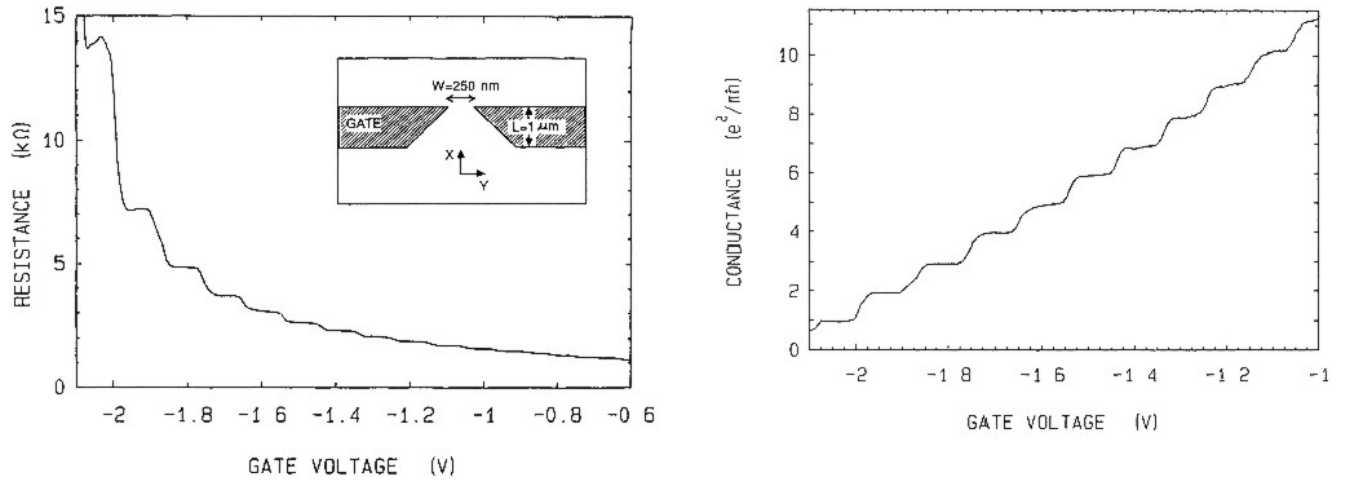 15
10
5
0
RESISTANCE (kΩ)
W=250 nm
GATE
L=1 µm
X
Y
-2 -1.8 -1 6 -1.4 -1.2 -1 -0.8 -0 6
GATE VOLTAGE (V)
10
8
6
4
2
0
CONDUCTANCE (e²/πħ)
-2 -1 8 -1 6 -1 4 -1 2 -1
GATE VOLTAGE (V)